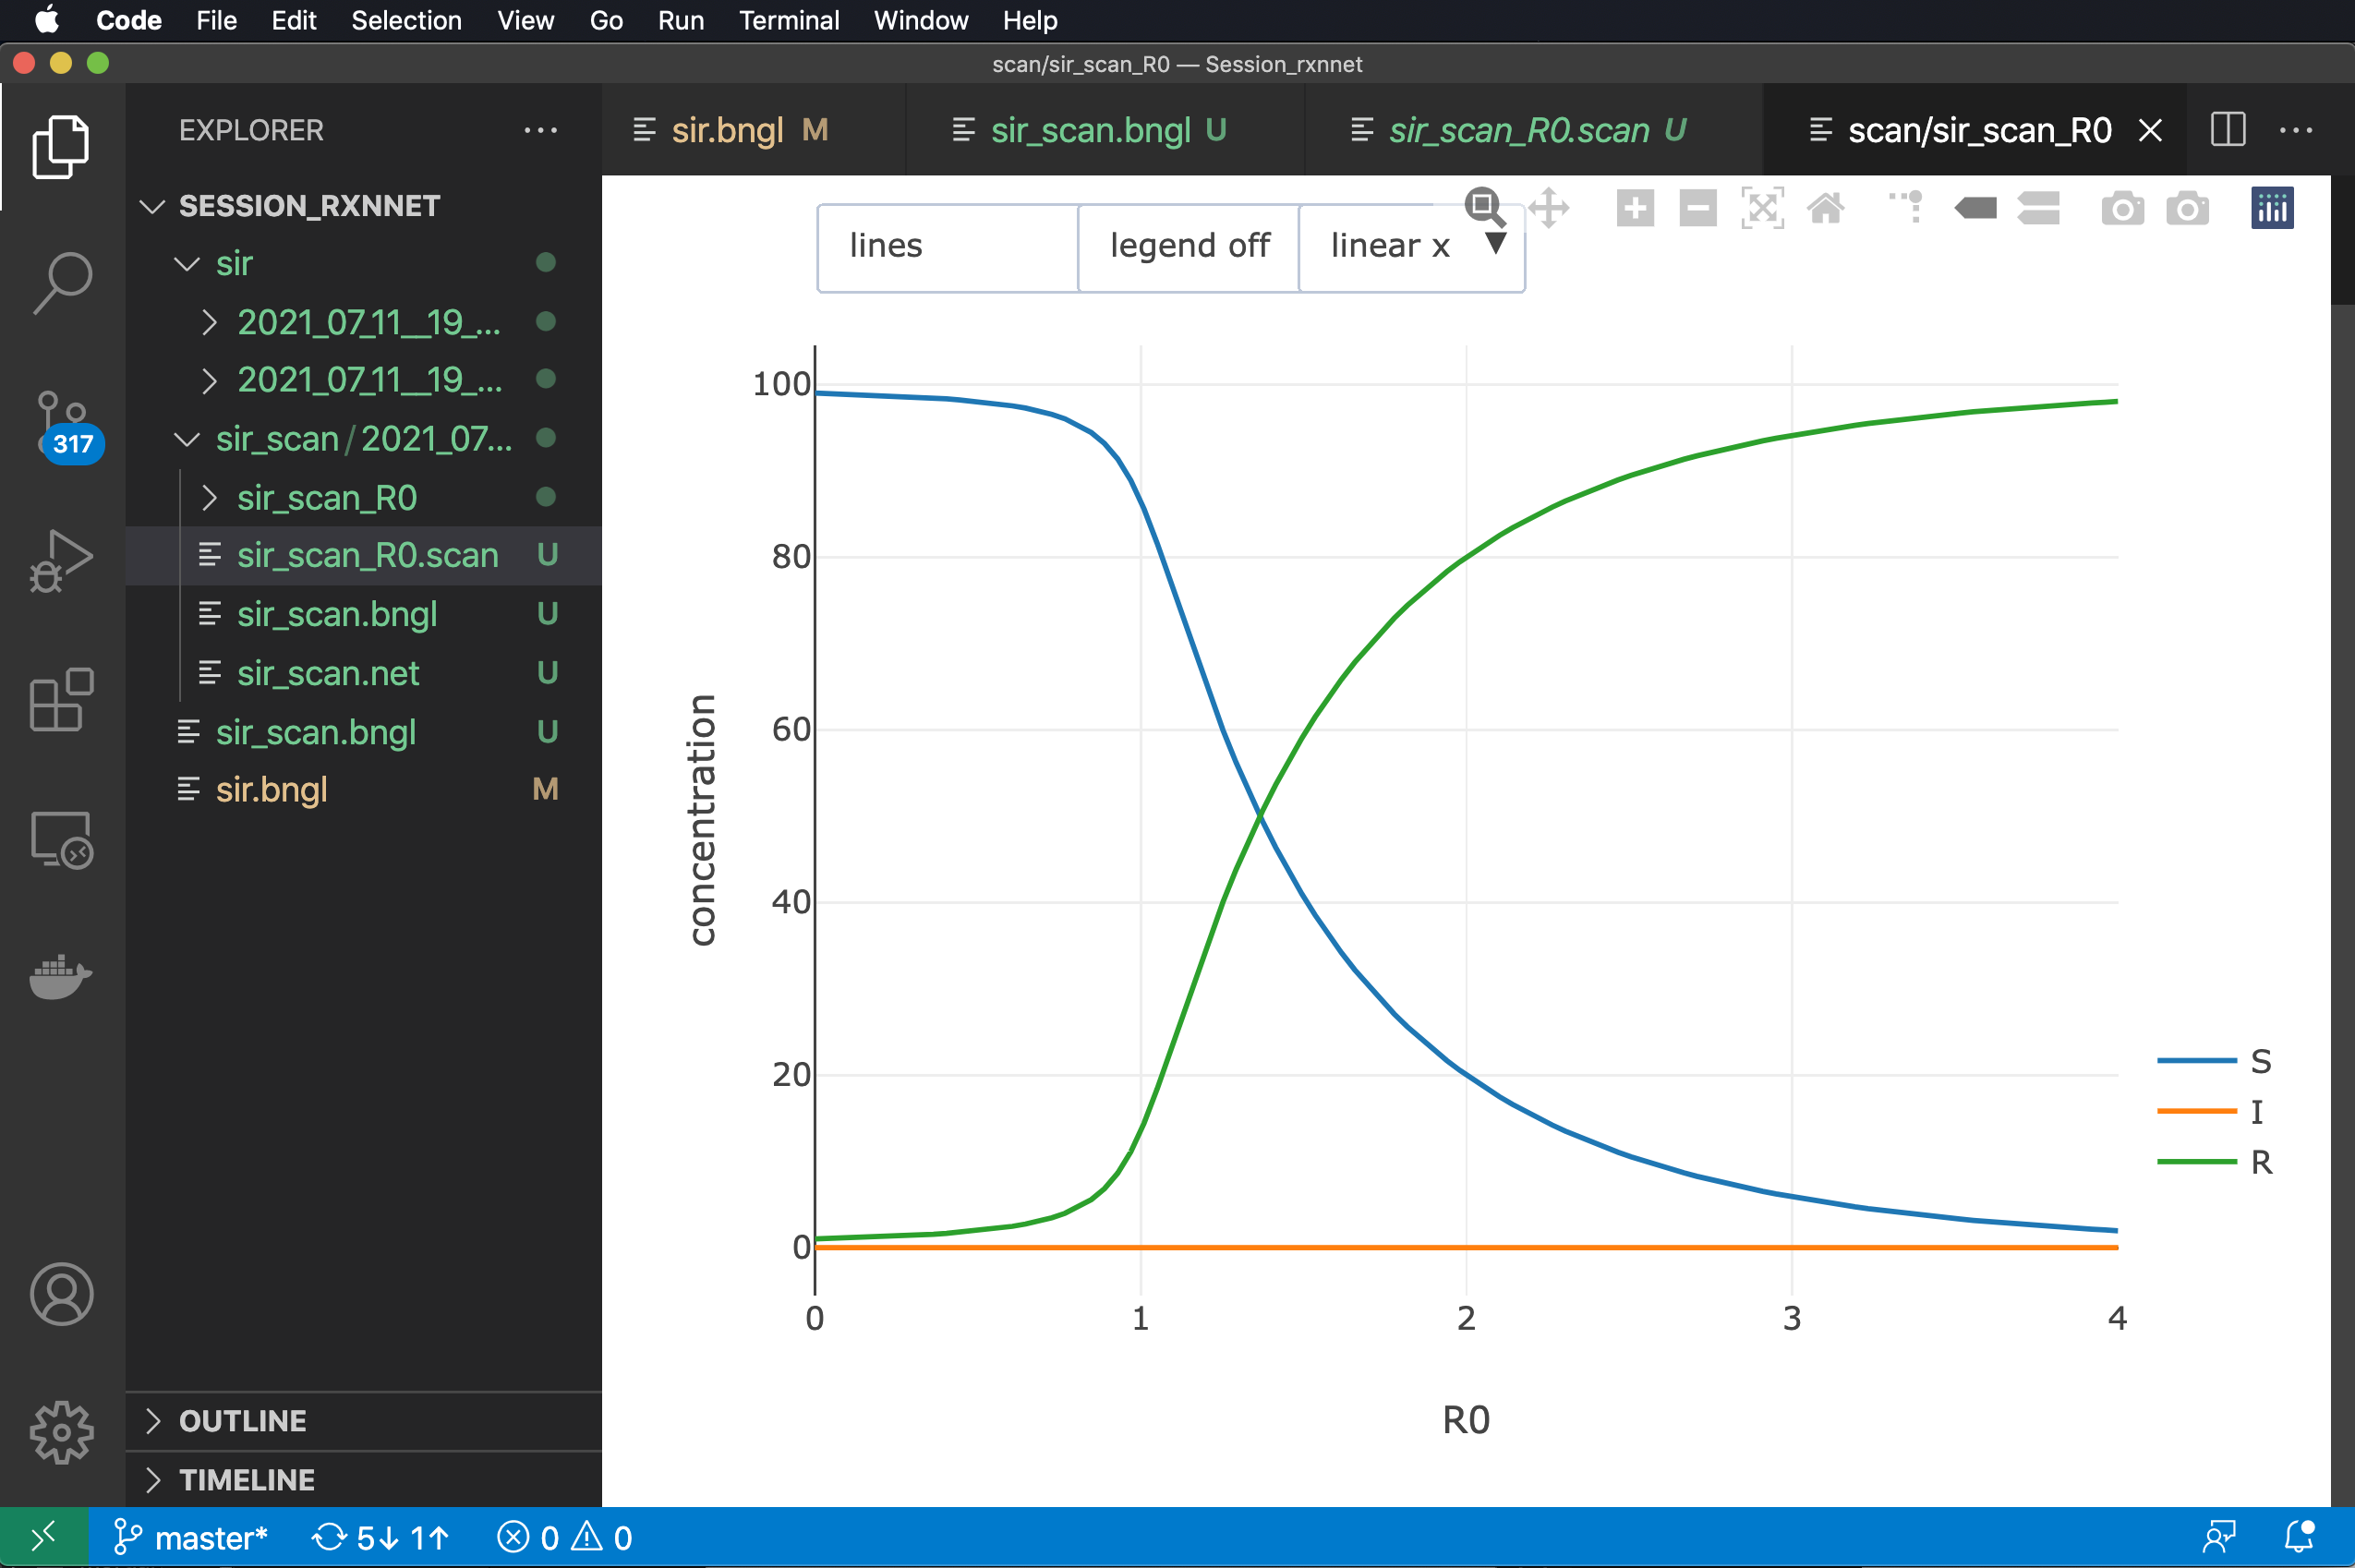 Code File Edit Selection View Go Run Terminal Window Help
scan/sir_scan_R0 — Session_rxnnet
EXPLORER
sir.bngl M
sir_scan.bngl U
sir_scan_R0.scan U
scan/sir_scan_R0
SESSION_RXNNET
sir
2021_07_11__19_...
2021_07_11__19_...
sir_scan/2021_07...
sir_scan_R0
sir_scan_R0.scan U
sir_scan.bngl U
sir_scan.net U
sir_scan.bngl U
sir.bngl M
317
OUTLINE
TIMELINE
lines
legend off
linear x ▼
100
80
60
40
20
0
concentration
0 1 2 3 4
R0
S
I
R
master* 5↓ 1↑ 0 0